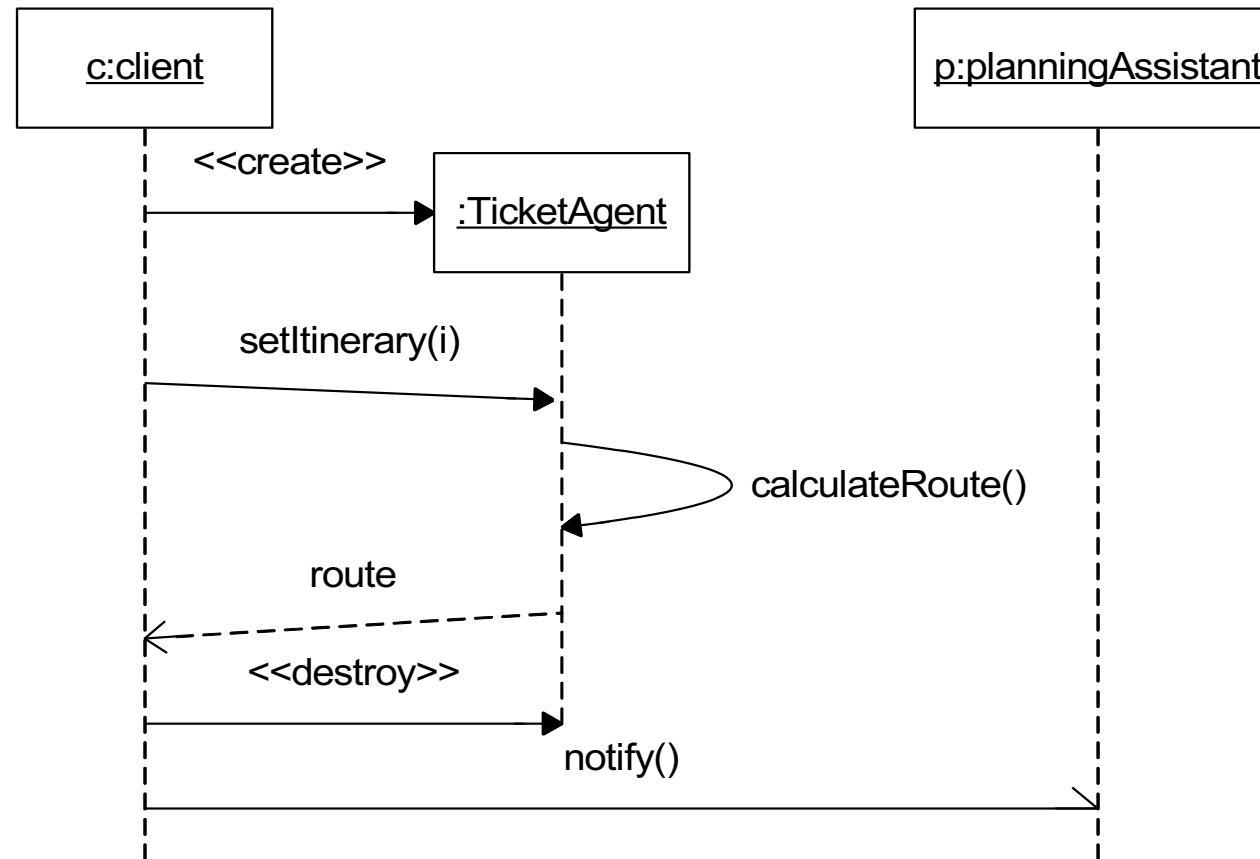 c:client
p:planningAssistant
<<create>>
:TicketAgent
setItinerary(i)
calculateRoute()
route
<<destroy>>
notify()